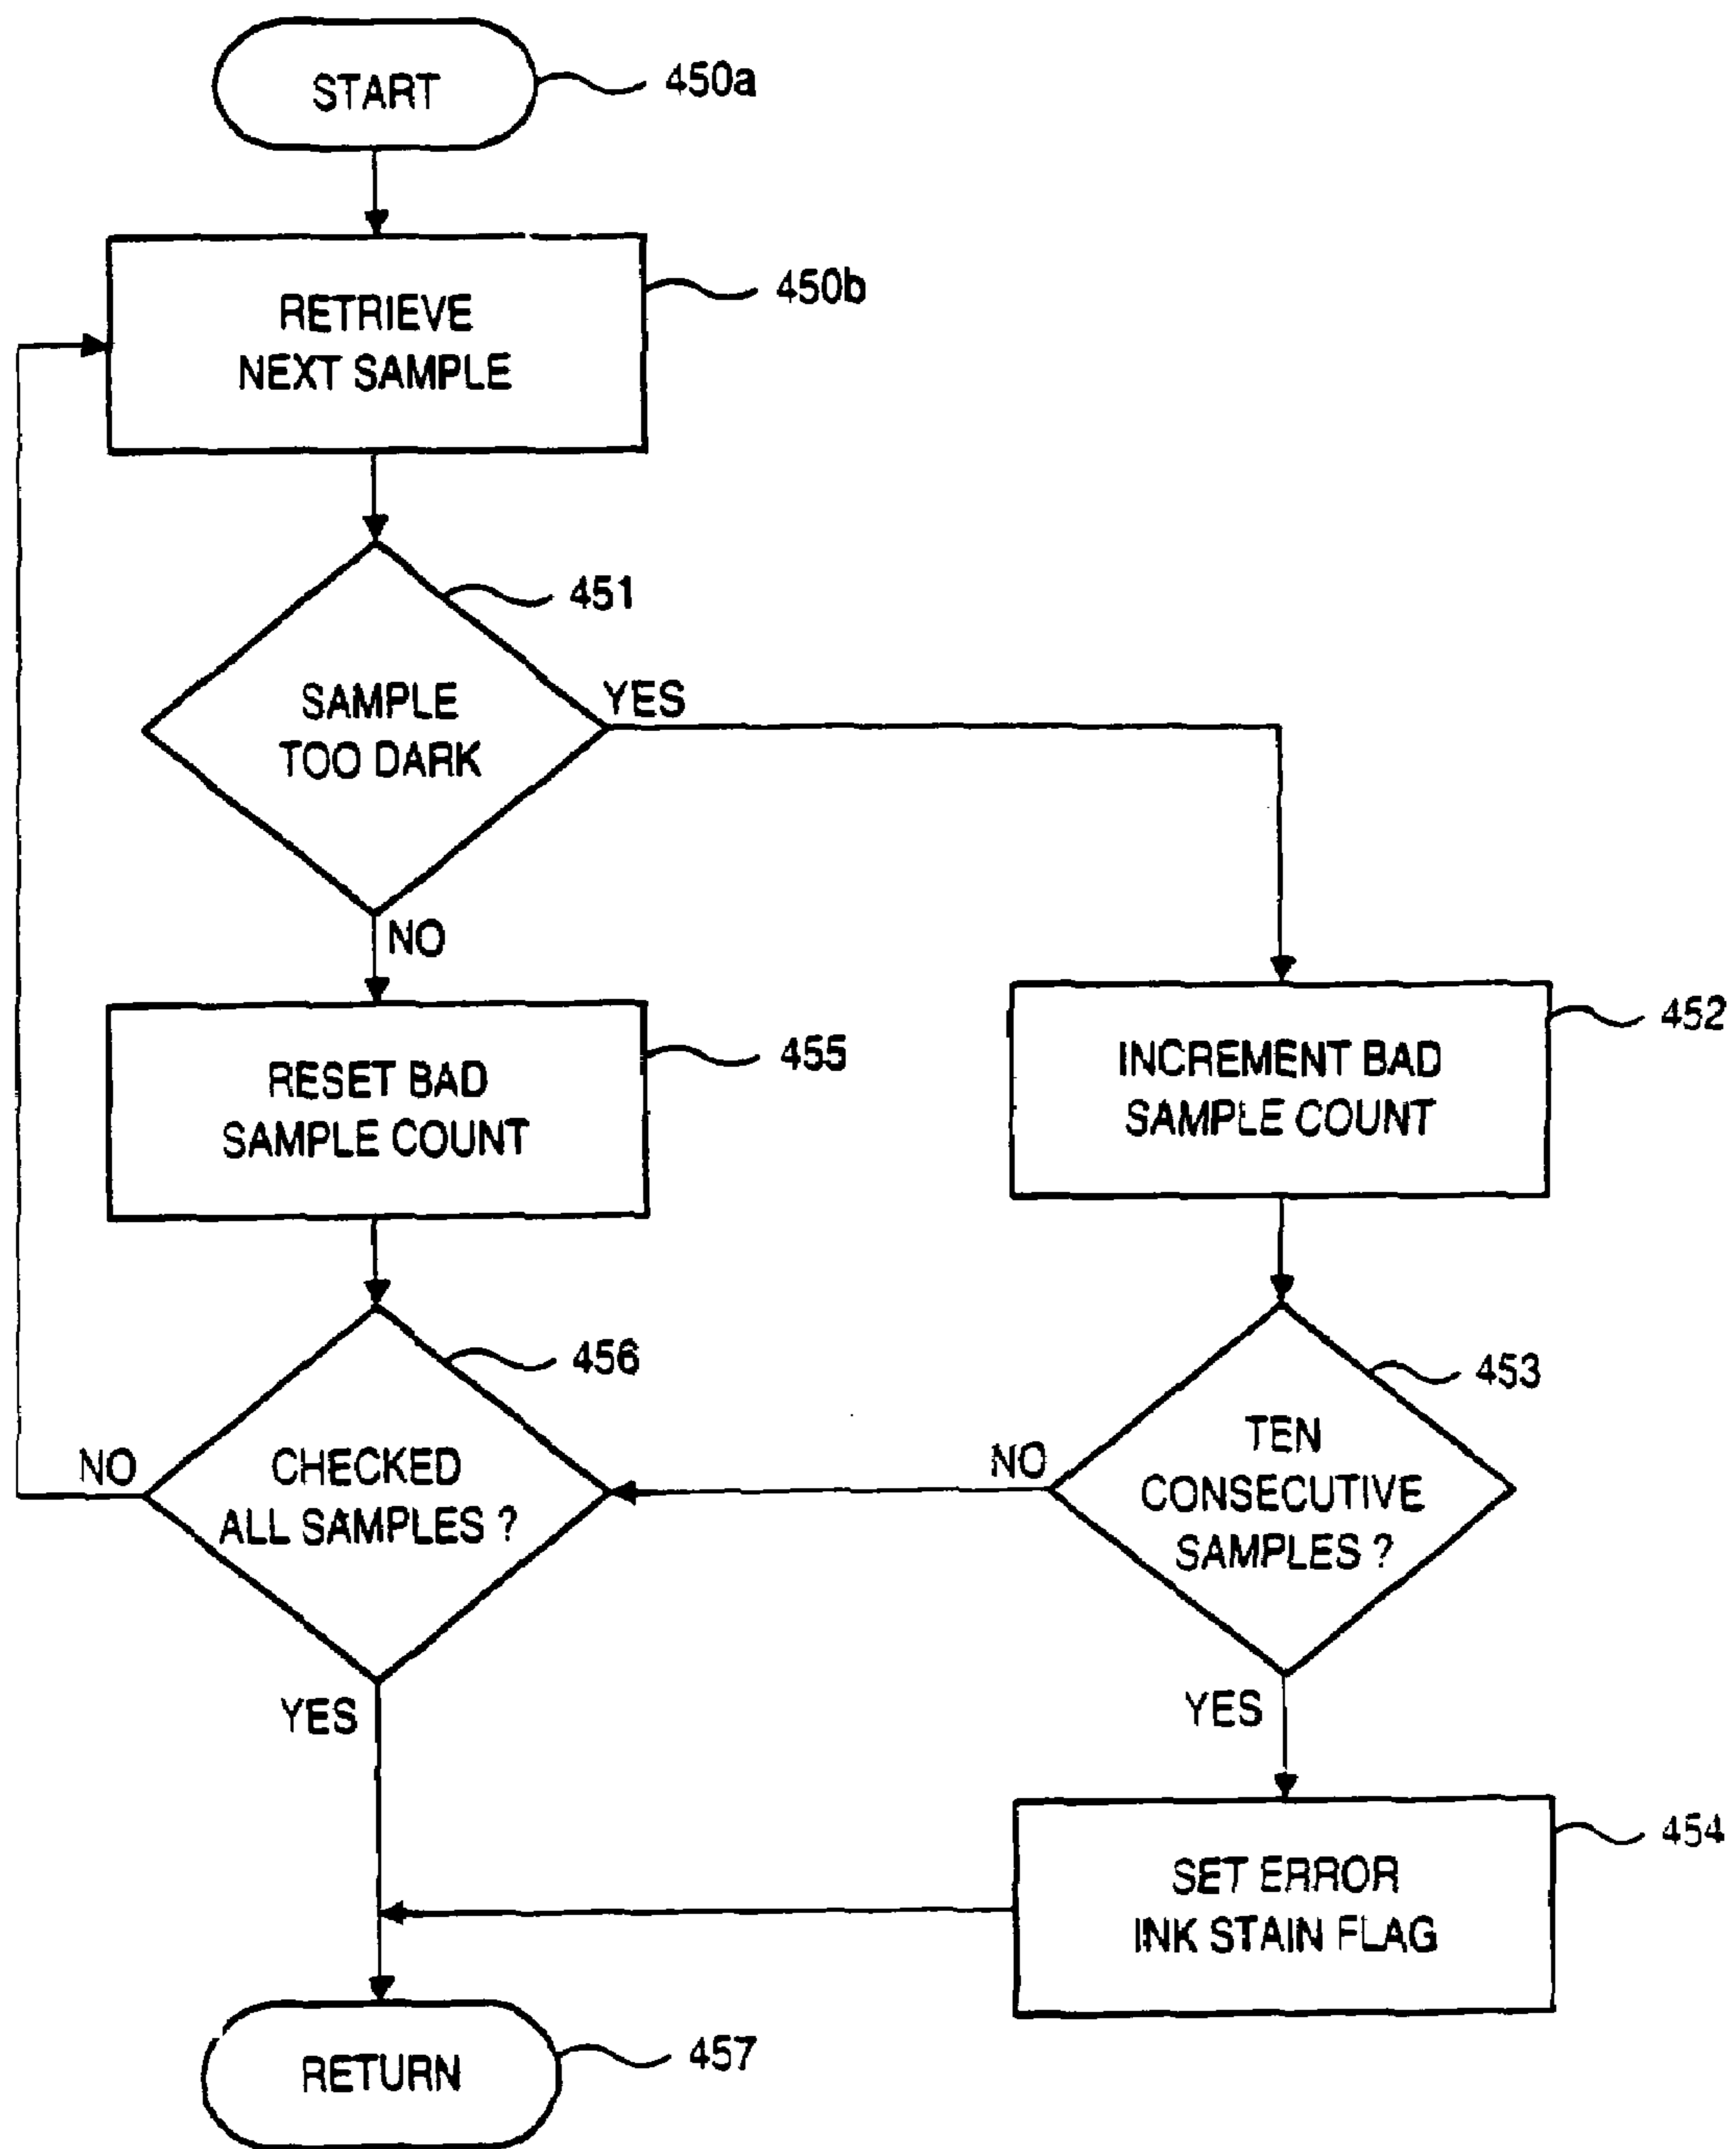 START
450a
RETRIEVE
NEXT SAMPLE
450b
451
SAMPLE
TOO DARK
YES
NO
RESET BAD
SAMPLE COUNT
455
INCREMENT BAD
SAMPLE COUNT
452
456
CHECKED
ALL SAMPLES ?
NO
YES
453
TEN
CONSECUTIVE
SAMPLES ?
NO
YES
SET ERROR
INK STAIN FLAG
454
RETURN
457